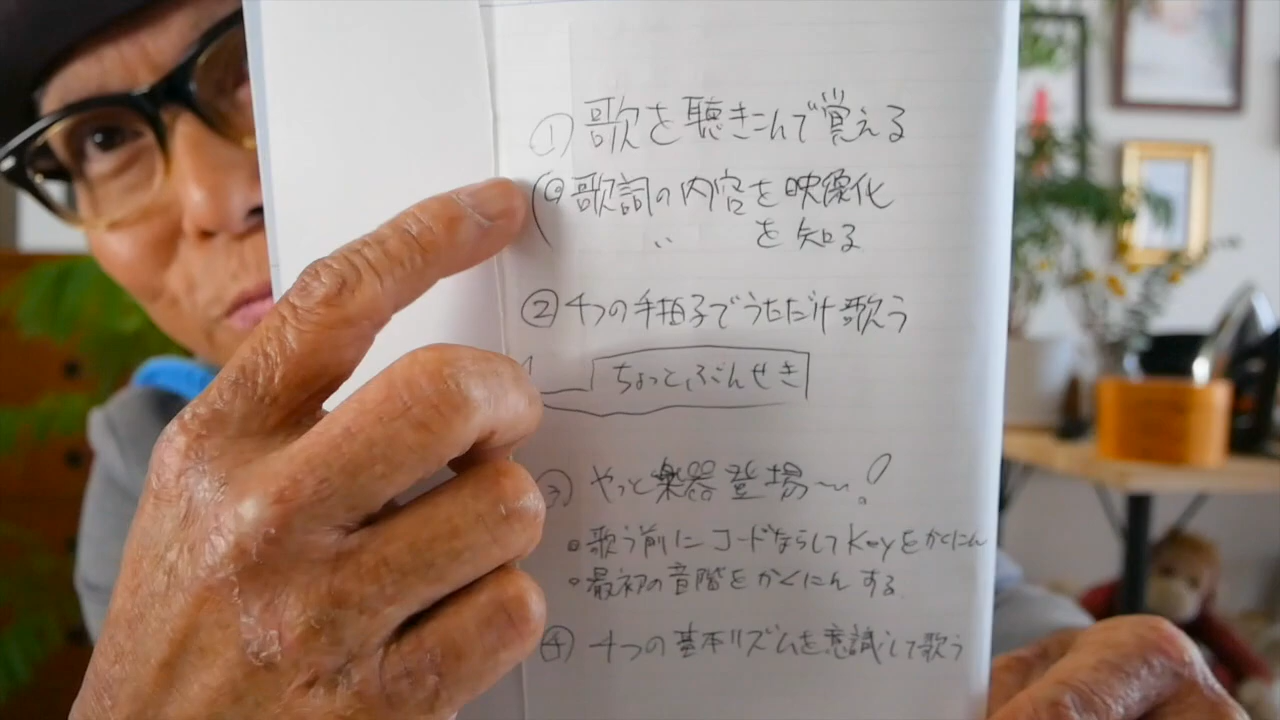 ① 歌を聴きこんで覚える
歌詞の内容を映像化
〃 を知る
② 4つの手拍子でうただけ歌う
ちょっとぶんせき
③ やっと楽器登場〜!
・歌う前にコードならしてKeyをかくにん
・最初の音階をかくにんする
④ 4つの基本リズムを意識して歌う